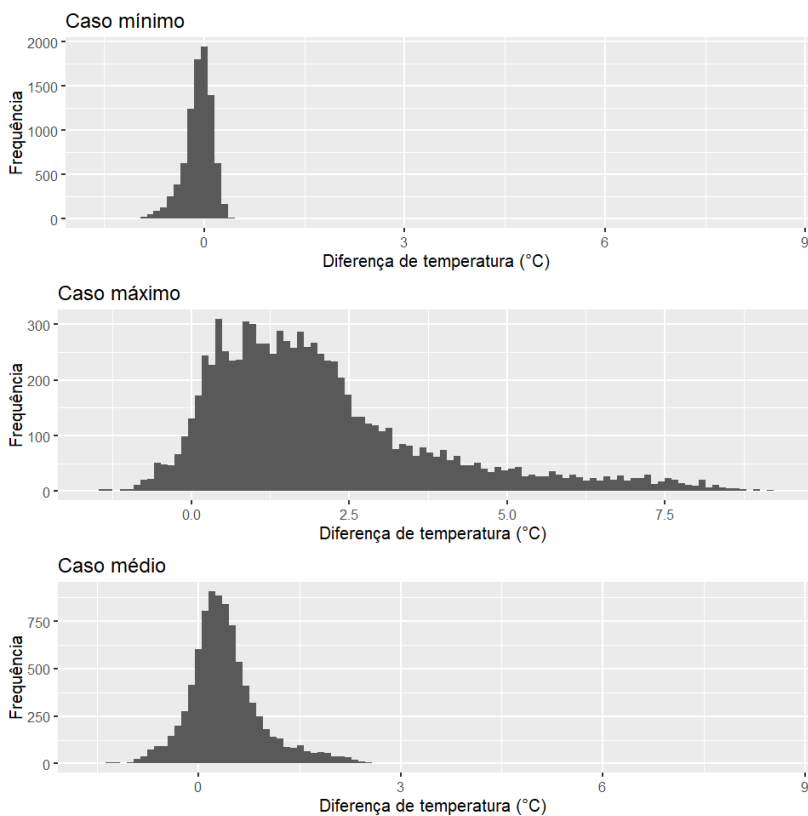 Caso mínimo
2000
1500
1000
500
0
Frequência
0 3 6 9
Diferença de temperatura (°C)
Caso máximo
300
200
100
0
Frequência
0.0 2.5 5.0 7.5
Diferença de temperatura (°C)
Caso médio
750
500
250
0
Frequência
0 3 6 9
Diferença de temperatura (°C)